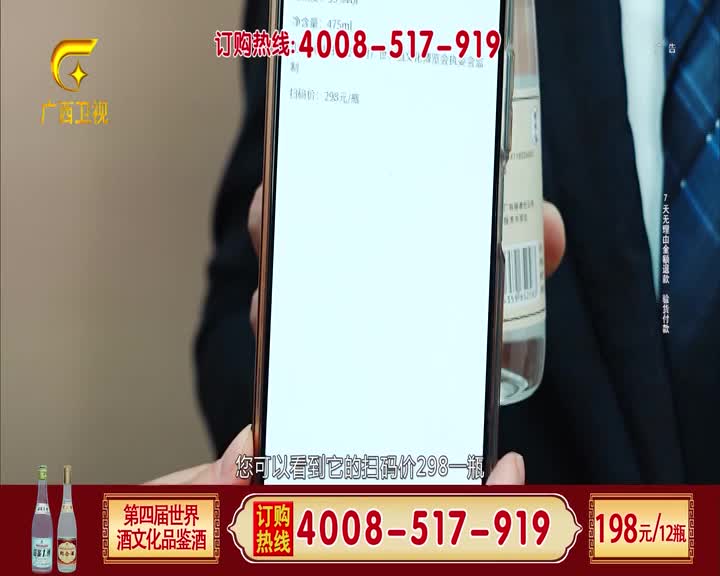 订购热线:4008-517-919
净含量:475ml
制
扫码价:298元/瓶
广西卫视
7天无理由全额退款 验货付款
您可以看到它的扫码价298一瓶
第四届世界
酒文化品鉴酒
订购
热线
4008-517-919
198元/12瓶